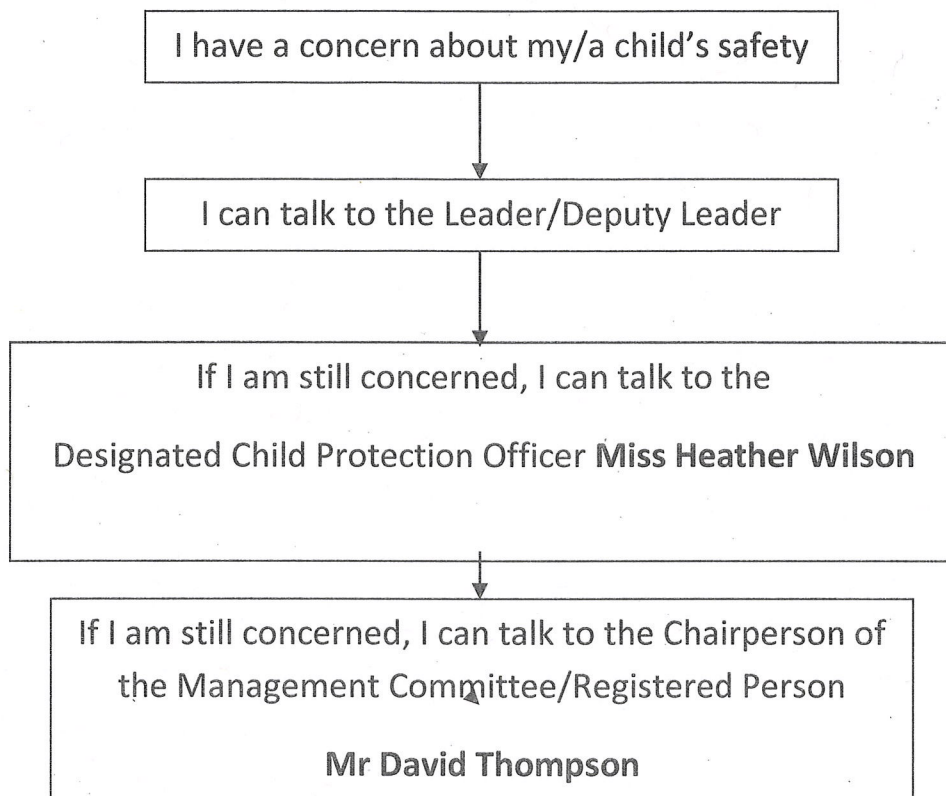 I have a concern about my/a child's safety
I can talk to the Leader/Deputy Leader
If I am still concerned, I can talk to the
Designated Child Protection Officer Miss Heather Wilson
If I am still concerned, I can talk to the Chairperson of
the Management Committee/Registered Person
Mr David Thompson